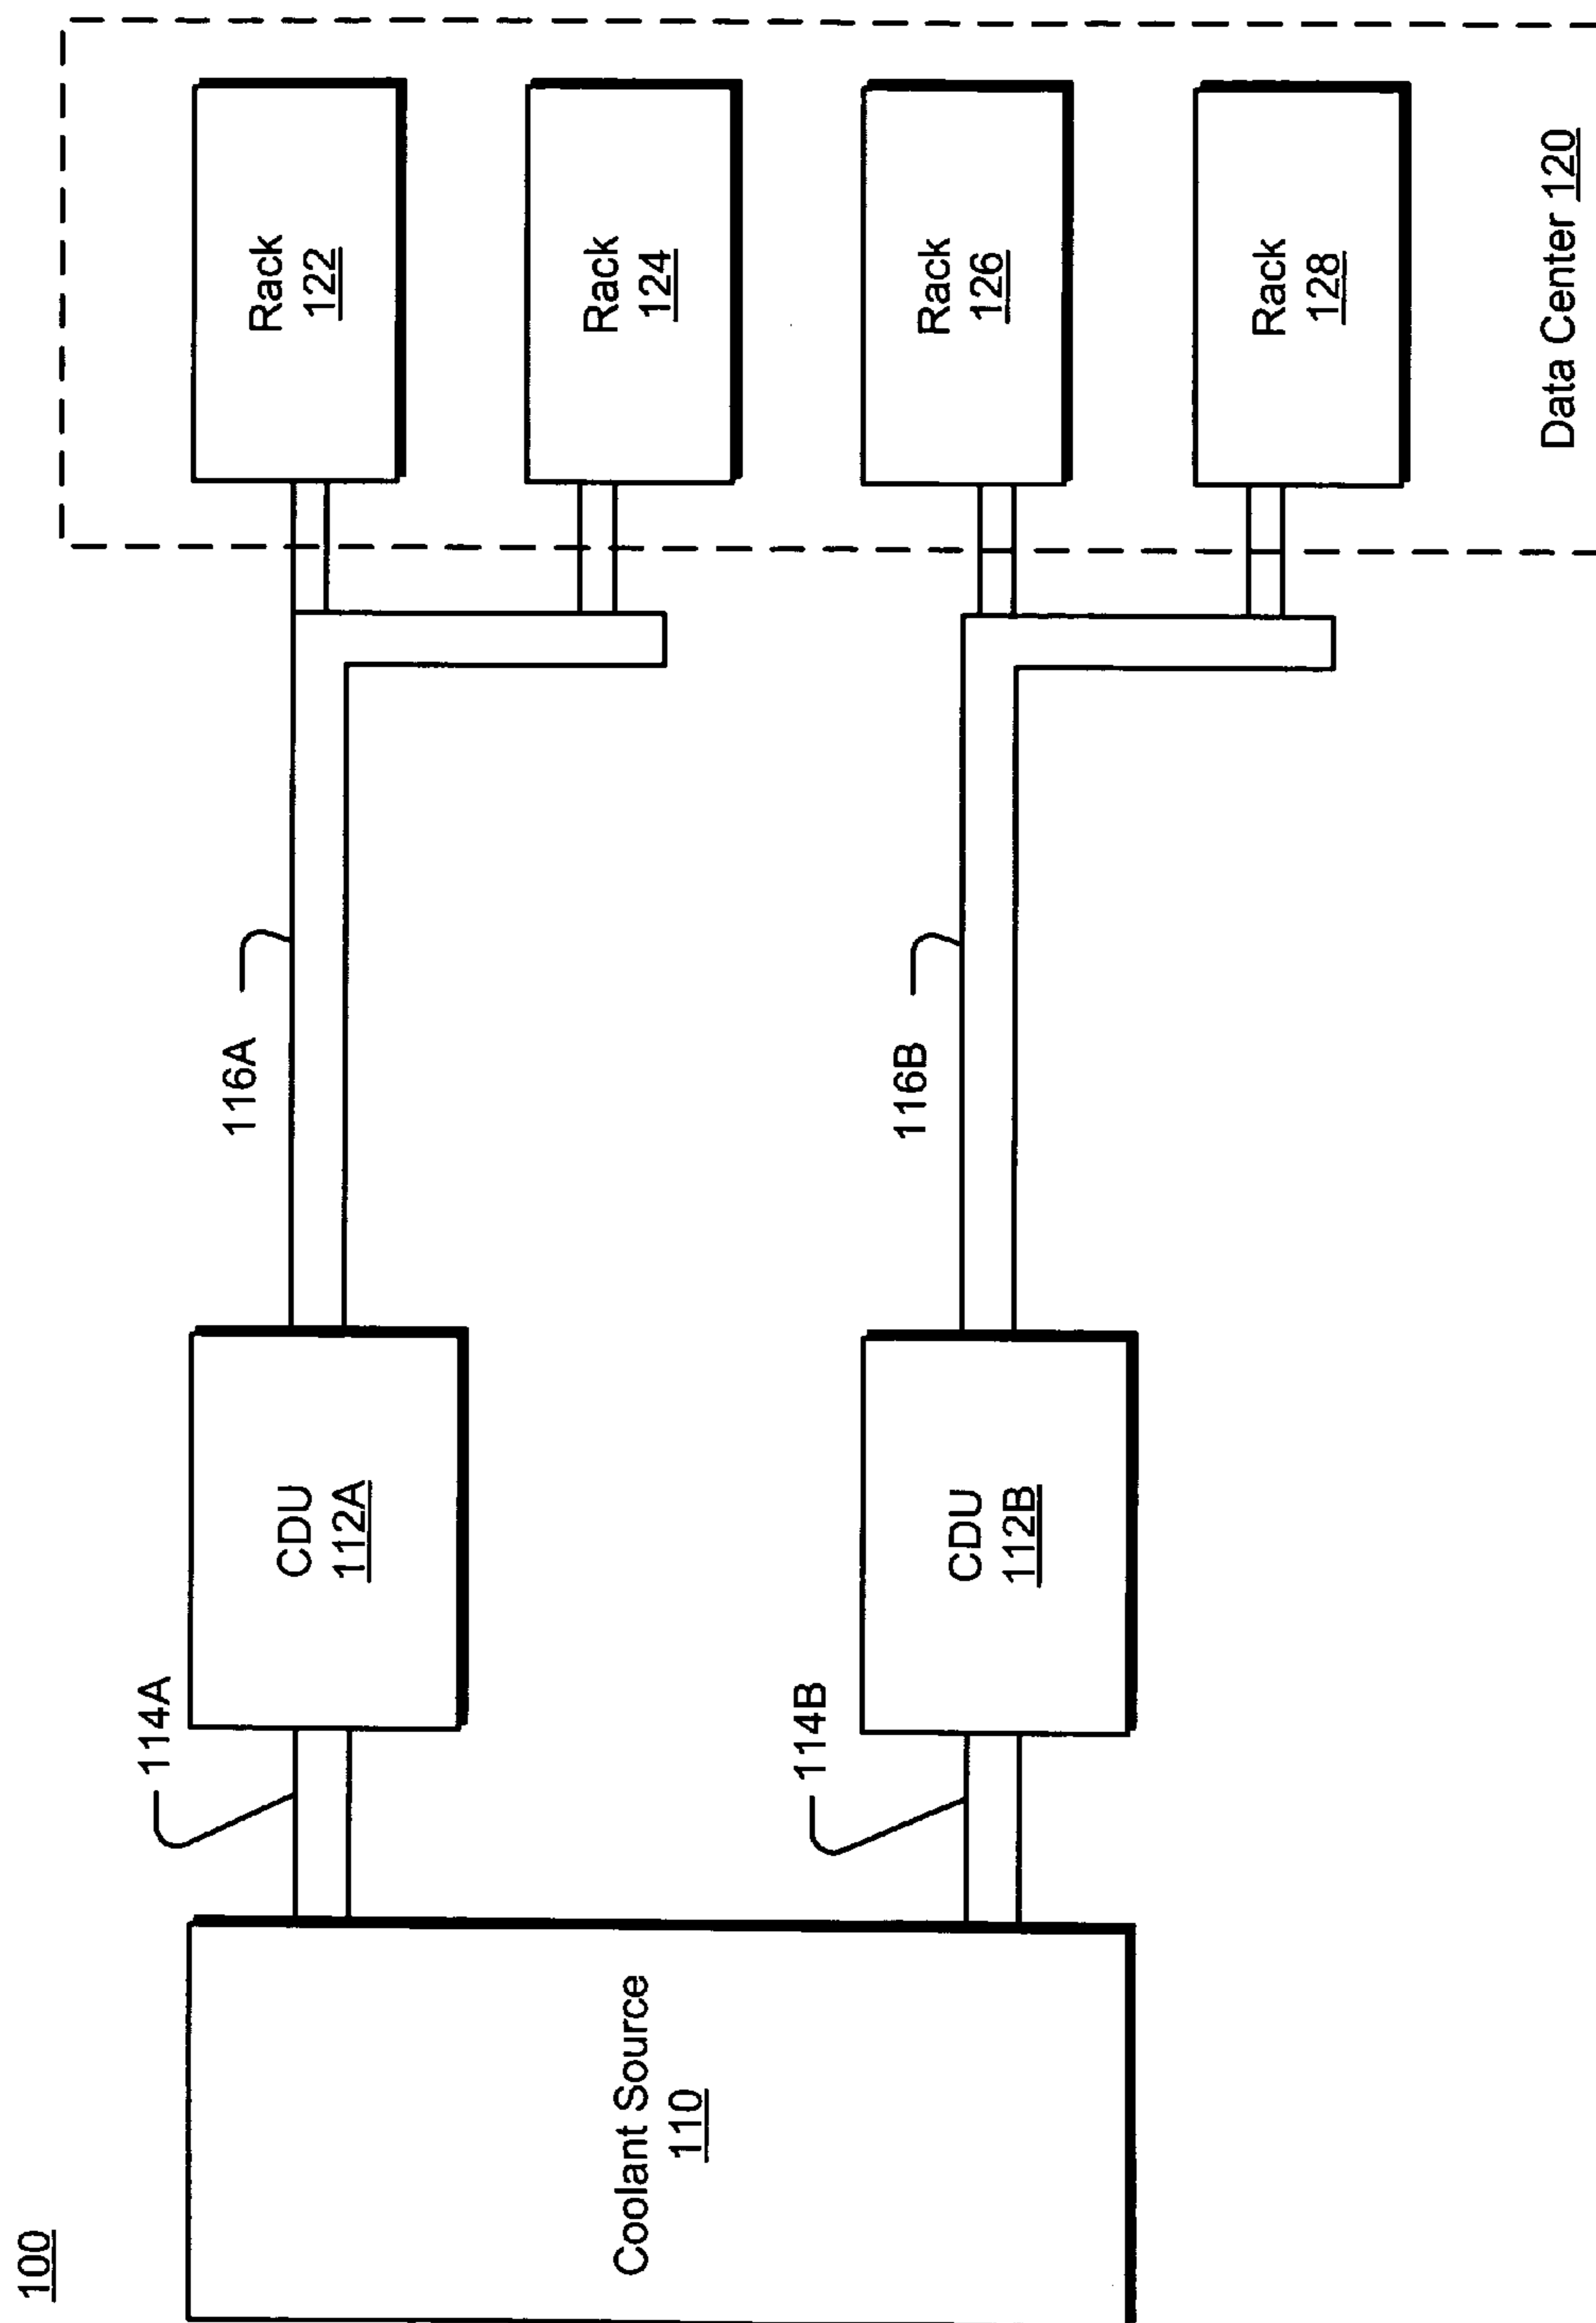 100
Coolant Source
110
114A
114B
CDU
112A
CDU
112B
116A
116B
Rack
122
Rack
124
Rack
126
Rack
128
Data Center 120